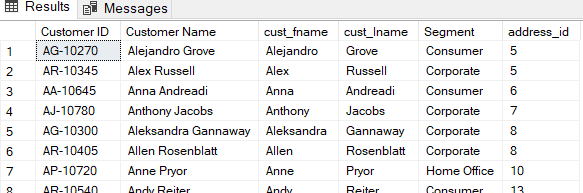 Results Messages
Customer ID Customer Name cust_fname cust_lname Segment address_id
1 AG-10270 Alejandro Grove Alejandro Grove Consumer 5
2 AR-10345 Alex Russell Alex Russell Corporate 5
3 AA-10645 Anna Andreadi Anna Andreadi Consumer 6
4 AJ-10780 Anthony Jacobs Anthony Jacobs Corporate 7
5 AG-10300 Aleksandra Gannaway Aleksandra Gannaway Corporate 8
6 AR-10405 Allen Rosenblatt Allen Rosenblatt Corporate 8
7 AP-10720 Anne Pryor Anne Pryor Home Office 10
8 AR-10540 Andy Reiter Andy Reiter Consumer 13